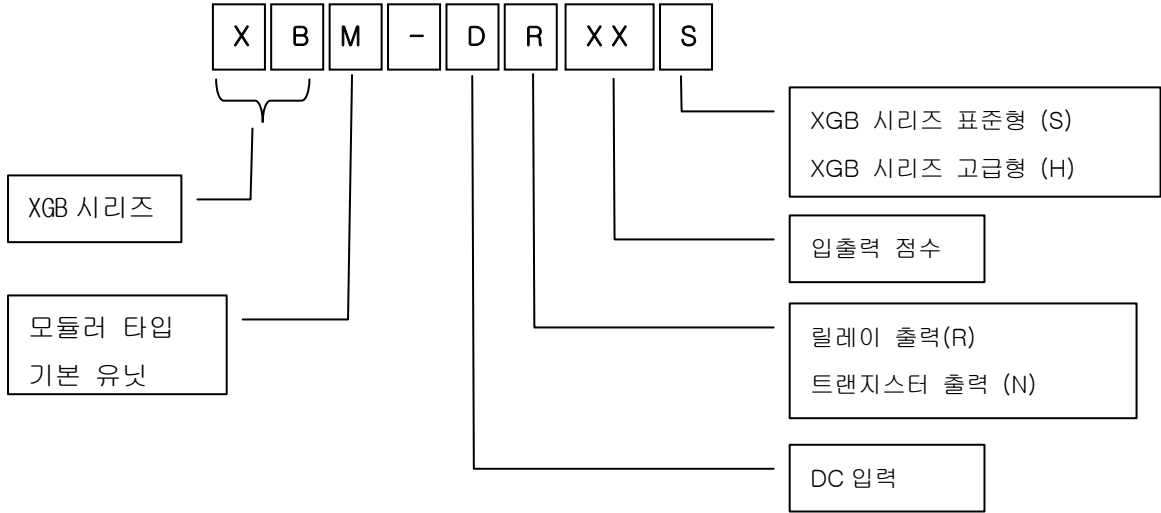 X B M - D R X X S
XGB 시리즈 표준형 (S)
XGB 시리즈 고급형 (H)
XGB 시리즈
입출력 점수
모듈러 타입
기본 유닛
릴레이 출력(R)
트랜지스터 출력 (N)
DC 입력